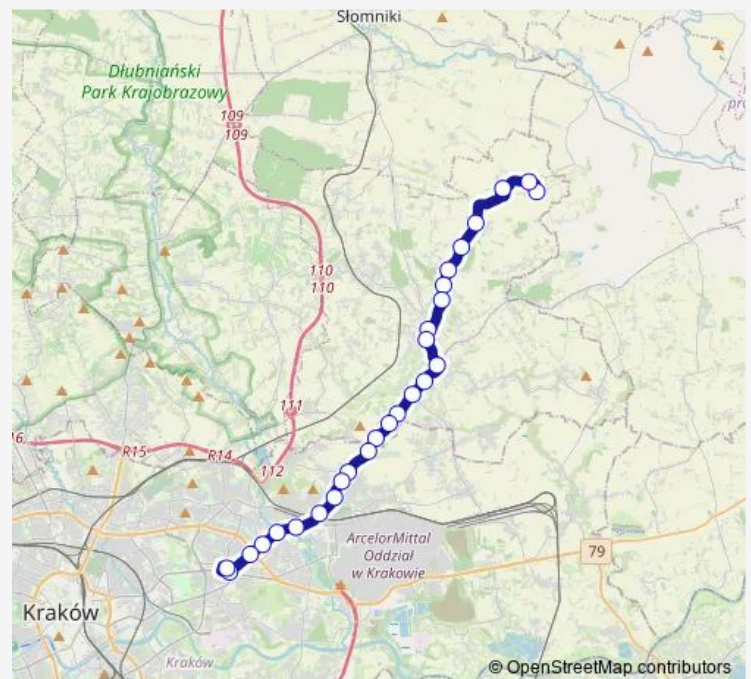 Słomniki
Dłubniański
Park Krajobrazowy
109
109
110
110
111
R15
R14
112
ArcelorMittal
Oddział
w Krakowie
79
Kraków
Kraków
© OpenStreetMap contributors